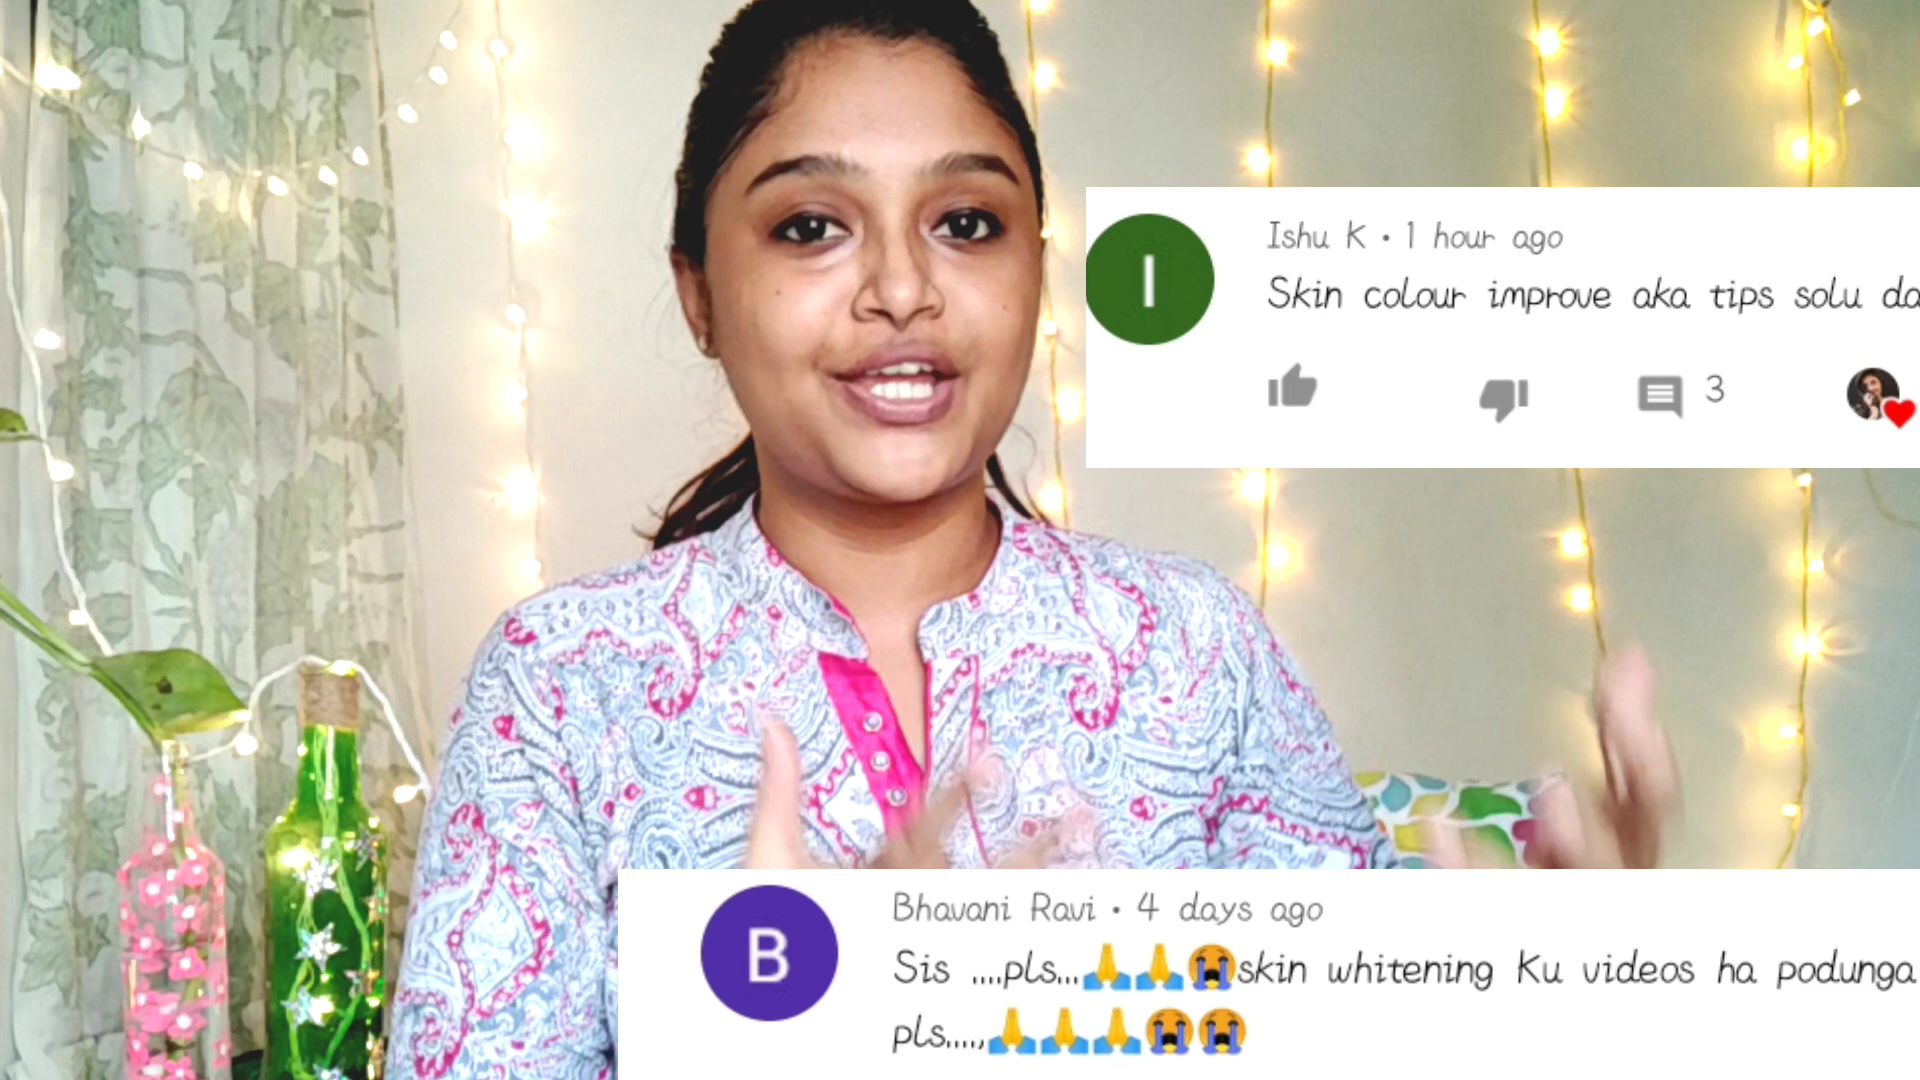 I
Ishu K • 1 hour ago
Skin colour improve aka tips solu da
3
B
Bhavani Ravi • 4 days ago
Sis ....pls...🙏🙏😭skin whitening Ku videos ha podunga
pls....,🙏🙏🙏😭😭